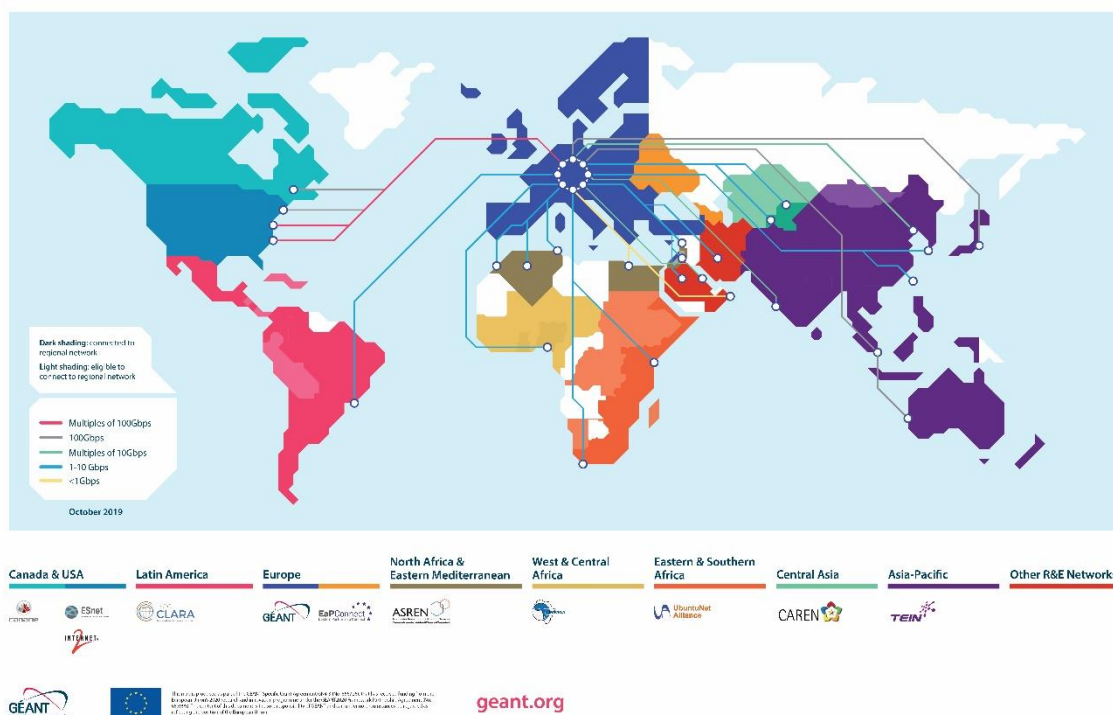 Dark shading: connected to
regional network
Light shading: eligible to
connect to regional network
Multiples of 100Gbps
100Gbps
Multiples of 10Gbps
1-10 Gbps
<1Gbps
October 2019
Canada & USA
Latin America
Europe
North Africa &
Eastern Mediterranean
West & Central
Africa
Eastern & Southern
Africa
Central Asia
Asia-Pacific
Other R&E Network
canarie
ESnet
INTERNET2
CLARA
GÉANT
EaPConnect
ASREN
UbuntuNet
Alliance
CAREN
TEIN
GÉANT
geant.org